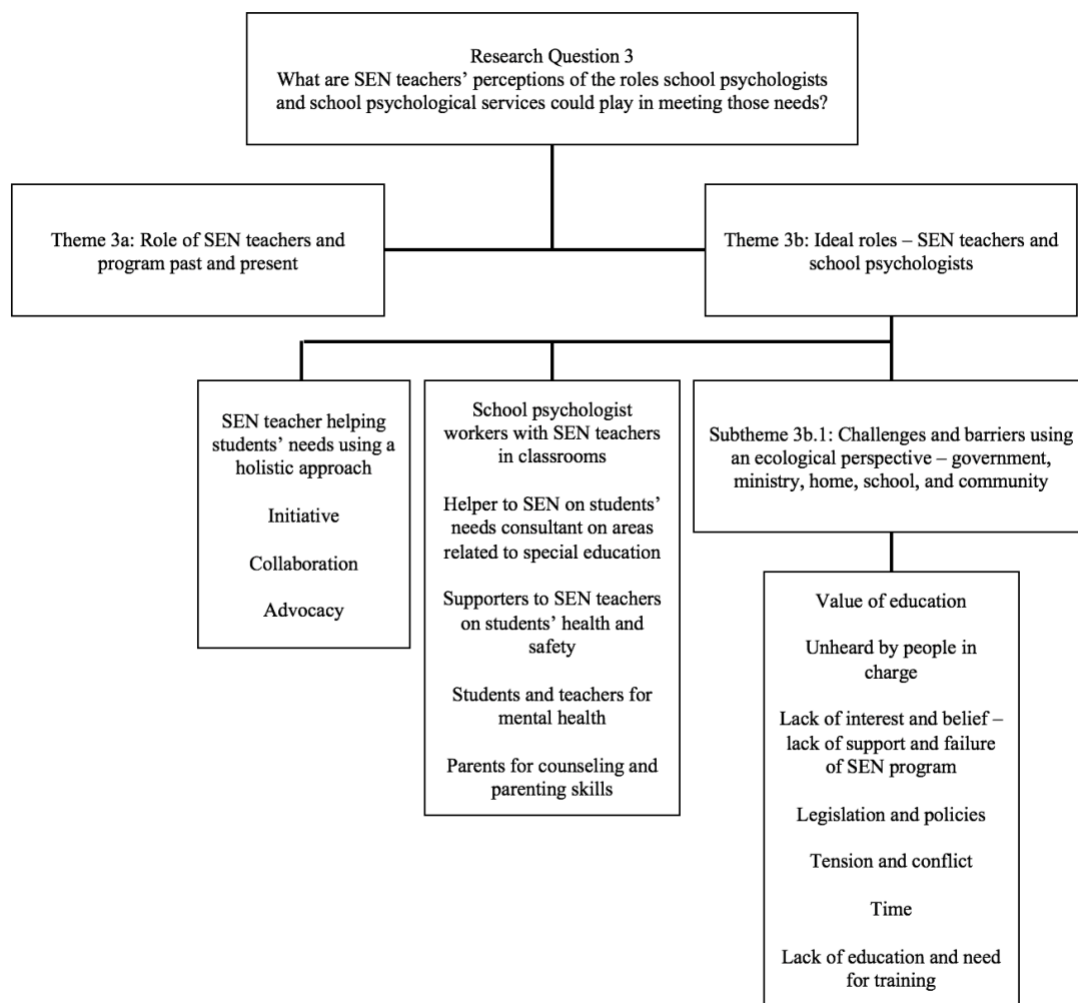 Research Question 3
What are SEN teachers’ perceptions of the roles school psychologists
and school psychological services could play in meeting those needs?
Theme 3a: Role of SEN teachers and
program past and present
Theme 3b: Ideal roles – SEN teachers and
school psychologists
SEN teacher helping
students’ needs using a
holistic approach
Initiative
Collaboration
Advocacy
School psychologist
workers with SEN teachers
in classrooms
Helper to SEN on students’
needs consultant on areas
related to special education
Supporters to SEN teachers
on students’ health and
safety
Students and teachers for
mental health
Parents for counseling and
parenting skills
Subtheme 3b.1: Challenges and barriers using
an ecological perspective – government,
ministry, home, school, and community
Value of education
Unheard by people in
charge
Lack of interest and belief –
lack of support and failure
of SEN program
Legislation and policies
Tension and conflict
Time
Lack of education and need
for training